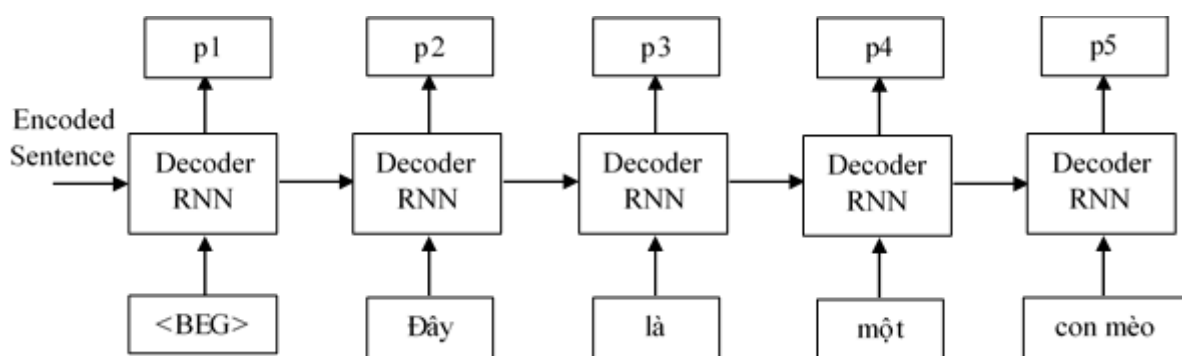 p1
p2
p3
p4
p5
Encoded
Sentence
Decoder
RNN
Decoder
RNN
Decoder
RNN
Decoder
RNN
Decoder
RNN
<BEG>
Đây
là
một
con mèo